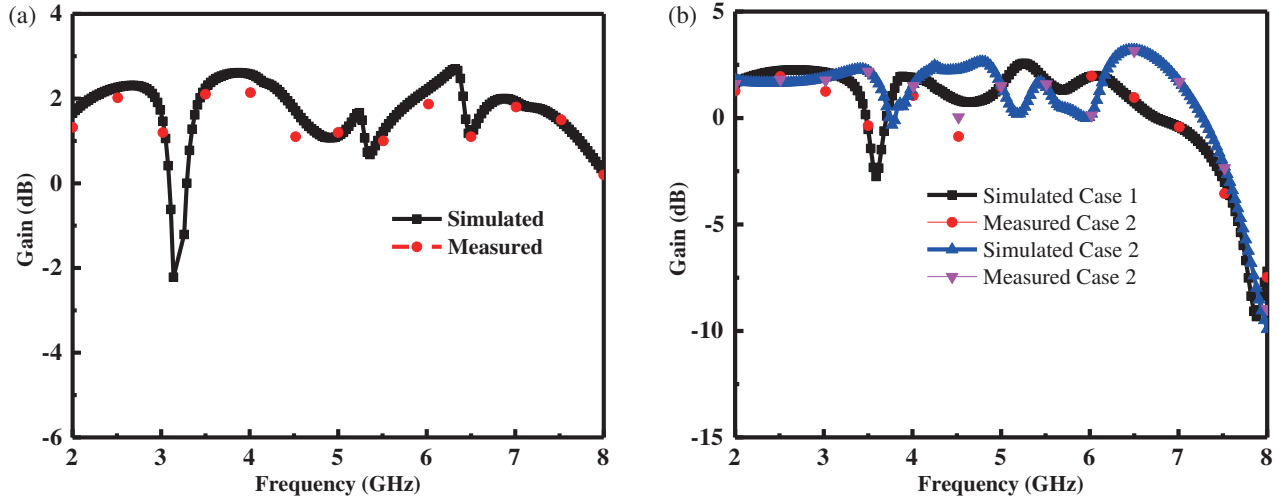 (a)
4
2
0
-2
-4
-6
Gain (dB)
2 3 4 5 6 7 8
Frequency (GHz)
Simulated
Measured
(b)
5
0
-5
-10
-15
Gain (dB)
2 3 4 5 6 7 8
Frequency (GHz)
Simulated Case 1
Measured Case 2
Simulated Case 2
Measured Case 2